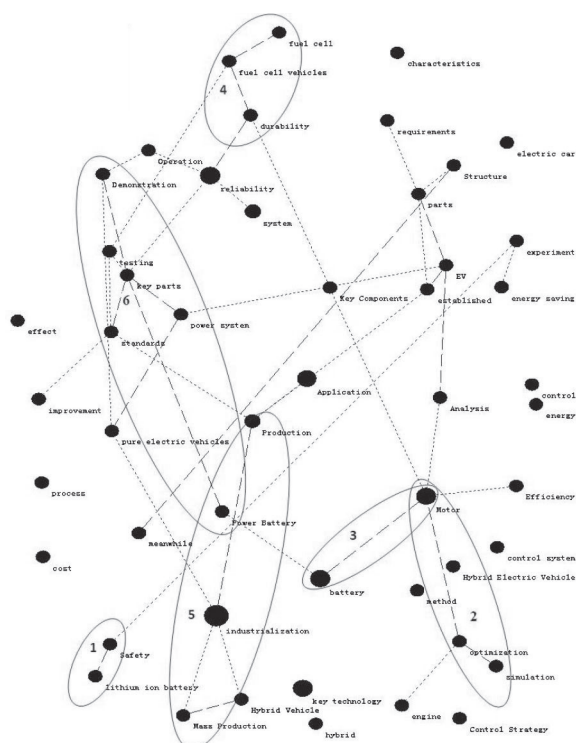 fuel cell
characteristics
fuel cell vehicles
4
durability
requirements
electric car
Operation
Structure
Demonstration
reliability
parts
system
experiment
testing
EV
key parts
6
Key Components
established
energy saving
power system
effect
standards
Application
control
improvement
Analysis
energy
Production
pure electric vehicles
process
Motor
Efficiency
Power Battery
meanwhile
3
control system
cost
Hybrid Electric Vehicle
battery
method
5
2
industrialization
1
Safety
optimization
lithium ion battery
simulation
key technology
Hybrid Vehicle
engine
Mass Production
hybrid
Control Strategy